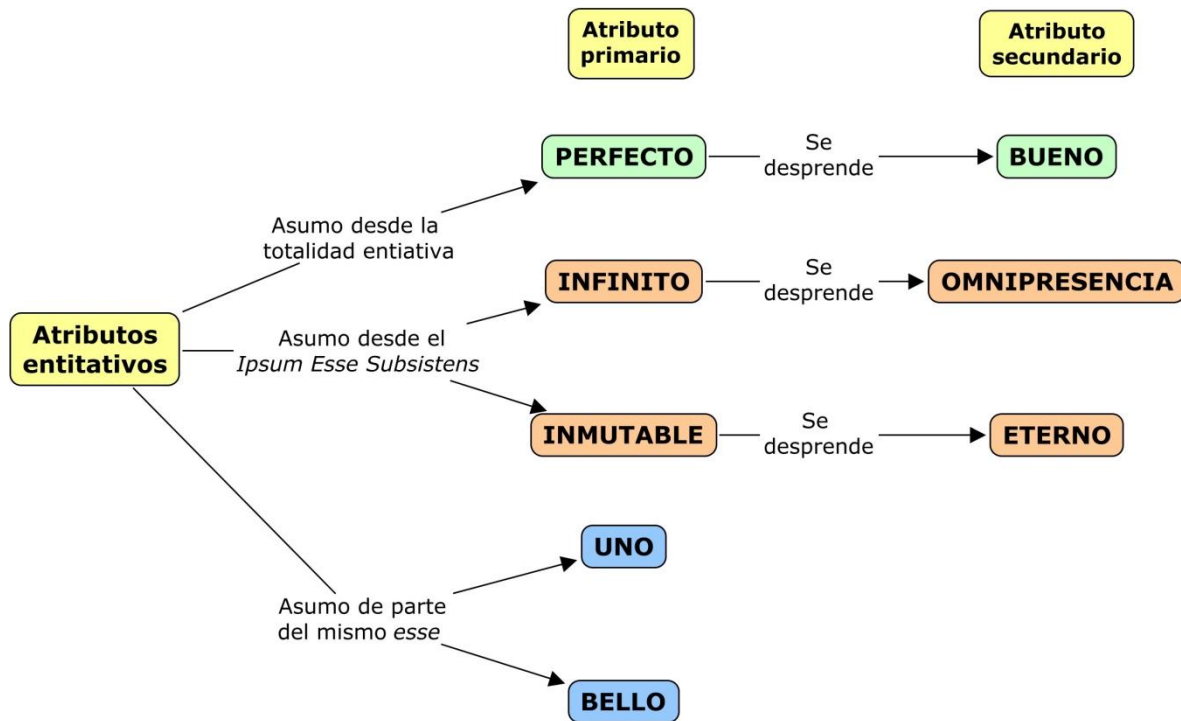 Atributo
primario
Atributo
secundario
PERFECTO
Se
desprende
BUENO
Asumo desde la
totalidad entiativa
INFINITO
Se
desprende
OMNIPRESENCIA
Atributos
entitativos
Asumo desde el
Ipsum Esse Subsistens
INMUTABLE
Se
desprende
ETERNO
UNO
Asumo de parte
del mismo esse
BELLO